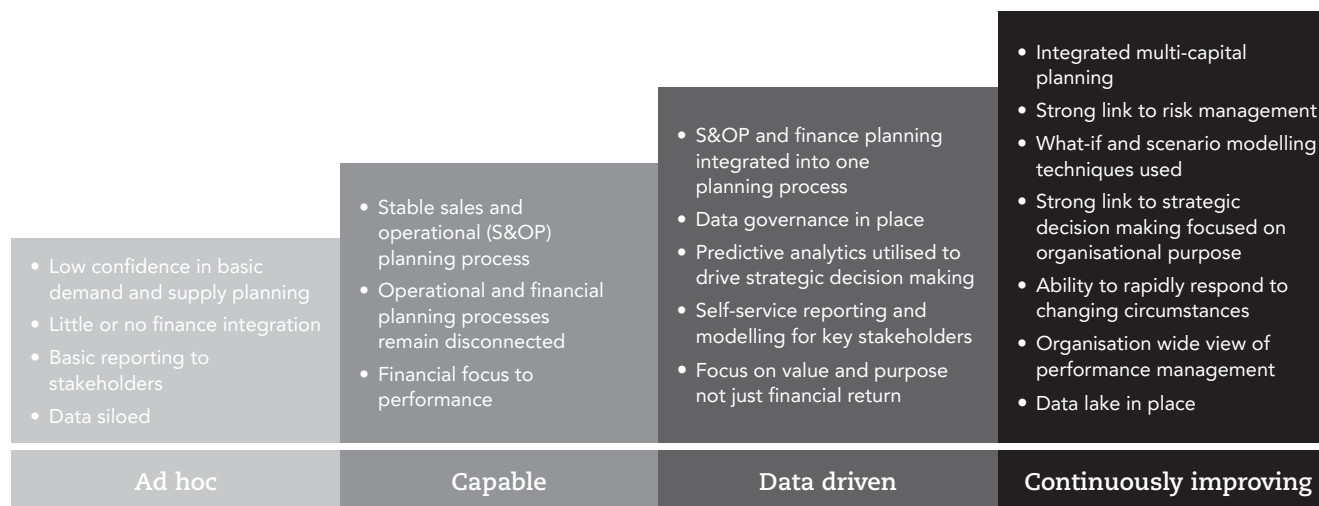 • Low confidence in basic
demand and supply planning
• Little or no finance integration
• Basic reporting to
stakeholders
• Data siloed
Ad hoc
• Stable sales and
operational (S&OP)
planning process
• Operational and financial
planning processes
remain disconnected
• Financial focus to
performance
Capable
• S&OP and finance planning
integrated into one
planning process
• Data governance in place
• Predictive analytics utilised to
drive strategic decision making
• Self-service reporting and
modelling for key stakeholders
• Focus on value and purpose
not just financial return
Data driven
• Integrated multi-capital
planning
• Strong link to risk management
• What-if and scenario modelling
techniques used
• Strong link to strategic
decision making focused on
organisational purpose
• Ability to rapidly respond to
changing circumstances
• Organisation wide view of
performance management
• Data lake in place
Continuously improving